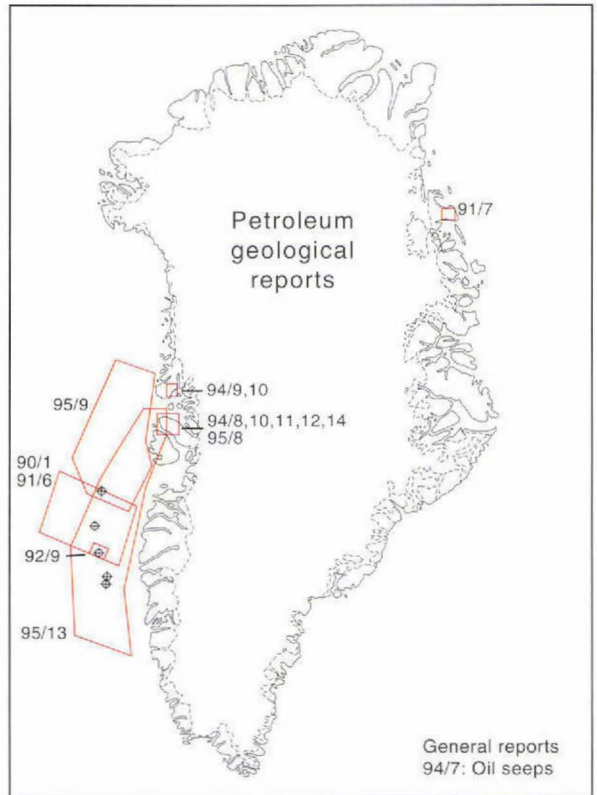 Petroleum
geological
reports
91/7
94/9,10
95/9
94/8,10,11,12,14
95/8
90/1
91/6
92/9
95/13
General reports
94/7: Oil seeps